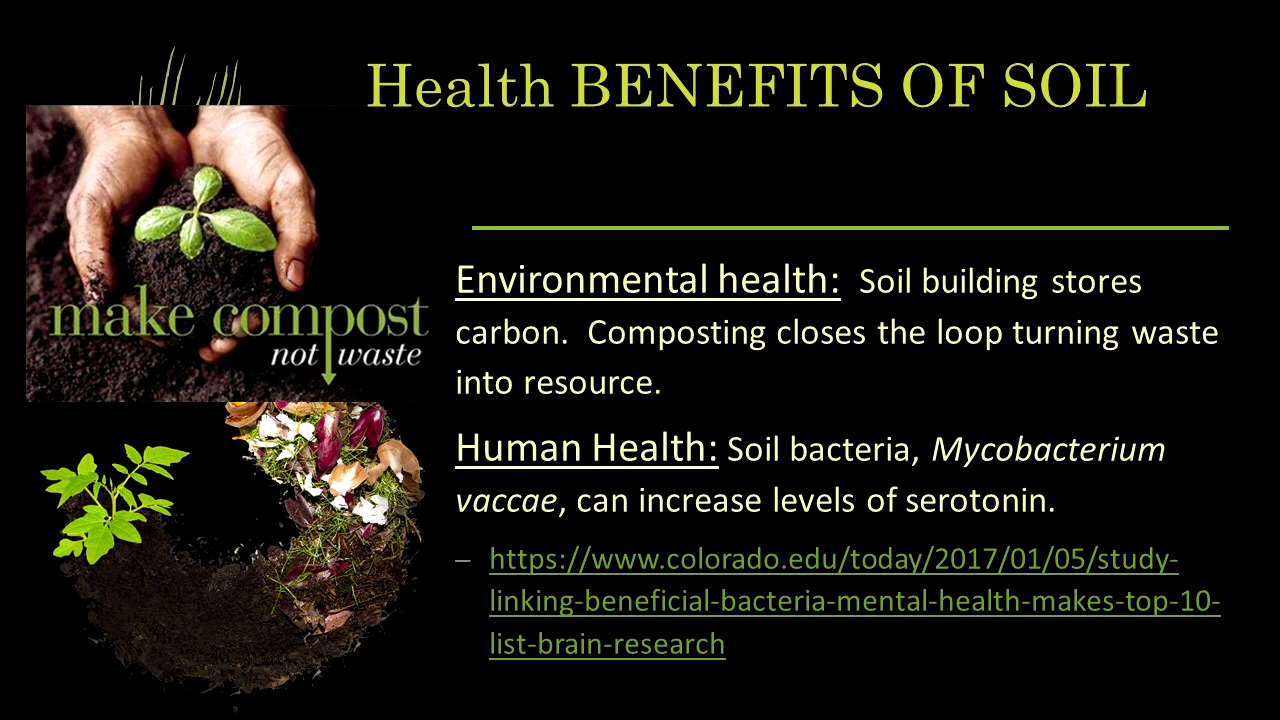 Health BENEFITS OF SOIL
make compost
not waste
Environmental health: Soil building stores
carbon. Composting closes the loop turning waste
into resource.
Human Health: Soil bacteria, Mycobacterium
vaccae, can increase levels of serotonin.
– https://www.colorado.edu/today/2017/01/05/study-
linking-beneficial-bacteria-mental-health-makes-top-10-
list-brain-research